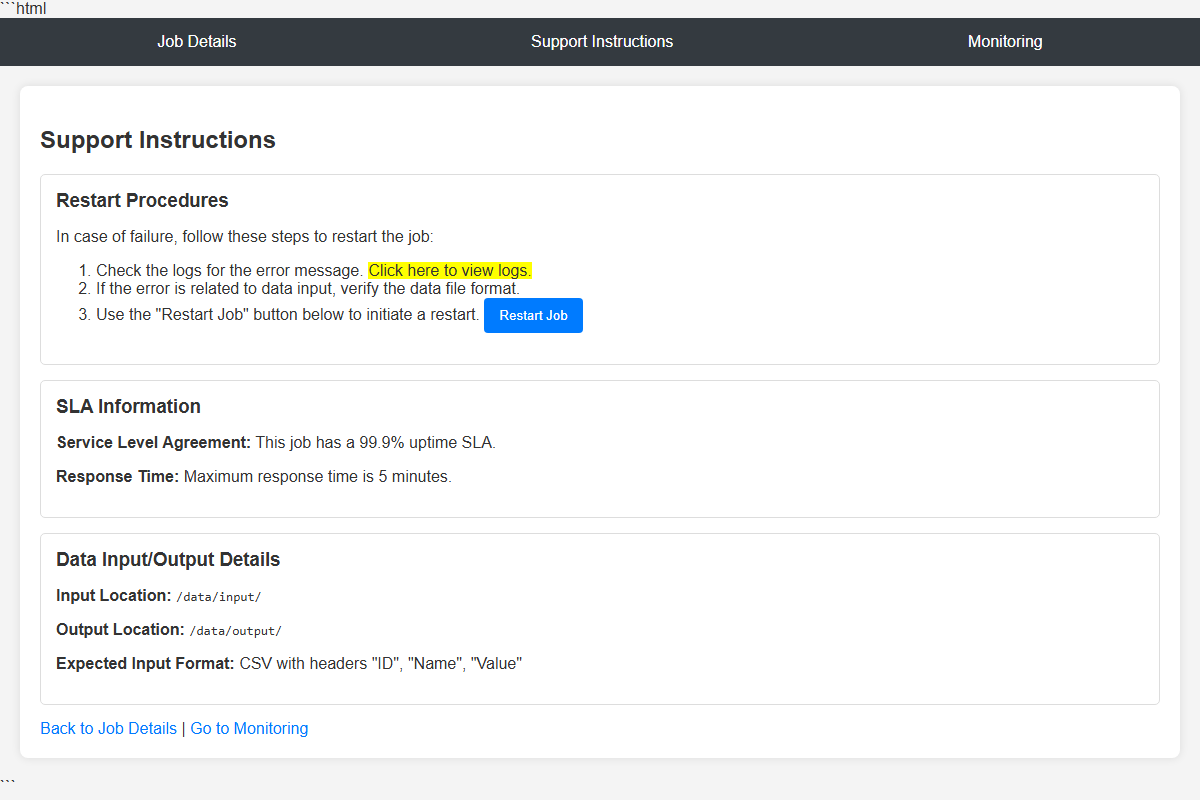 ```html
Job Details Support Instructions Monitoring
Support Instructions
Restart Procedures
In case of failure, follow these steps to restart the job:
1. Check the logs for the error message. Click here to view logs.
2. If the error is related to data input, verify the data file format.
3. Use the "Restart Job" button below to initiate a restart. Restart Job
SLA Information
Service Level Agreement: This job has a 99.9% uptime SLA.
Response Time: Maximum response time is 5 minutes.
Data Input/Output Details
Input Location: /data/input/
Output Location: /data/output/
Expected Input Format: CSV with headers "ID", "Name", "Value"
Back to Job Details | Go to Monitoring
```